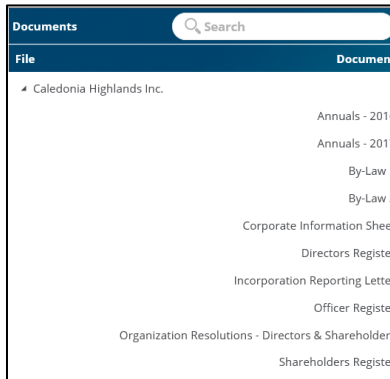 Documents
Search
File Documen
Caledonia Highlands Inc.
Annuals - 201
Annuals - 201
By-Law
By-Law
Corporate Information Shee
Directors Registe
Incorporation Reporting Lette
Officer Registe
Organization Resolutions - Directors & Shareholder
Shareholders Registe